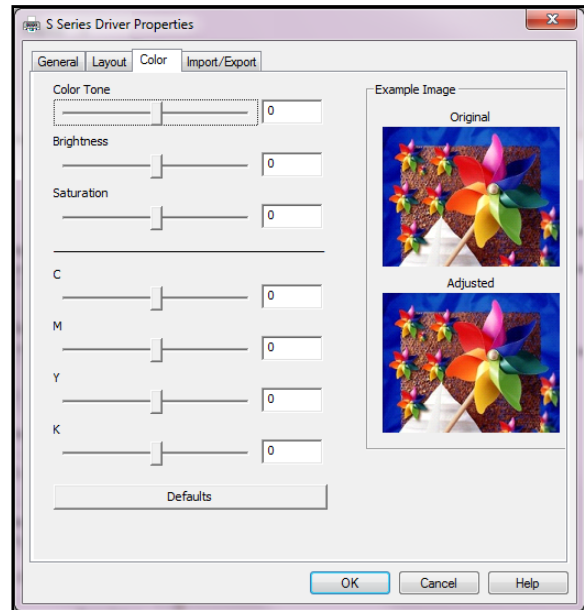 S Series Driver Properties
General Layout Color Import/Export
Color Tone
0
Brightness
0
Saturation
0
C
0
M
0
Y
0
K
0
Defaults
Example Image
Original
Adjusted
OK Cancel Help